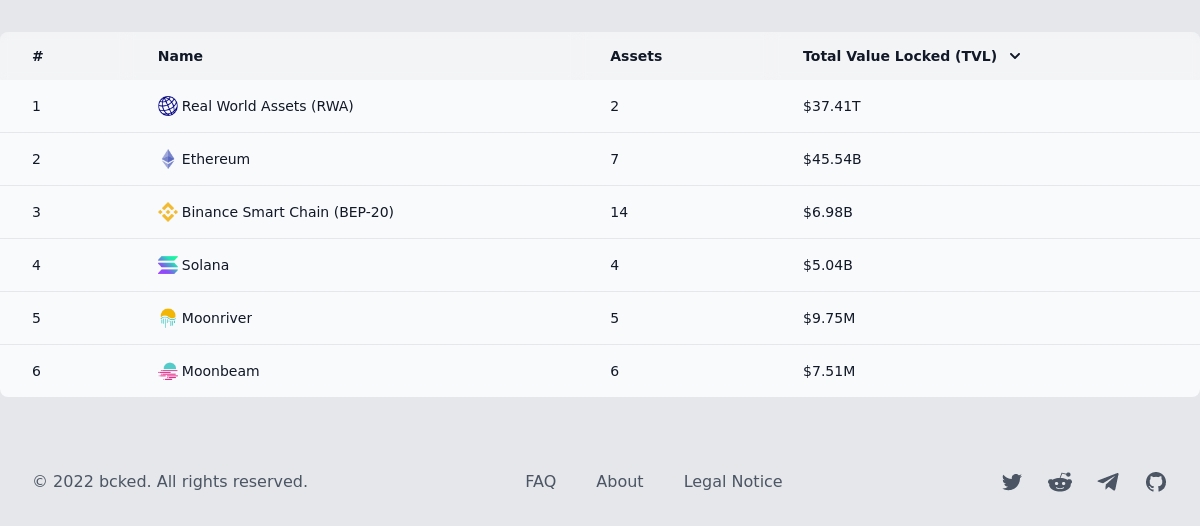 # Name Assets Total Value Locked (TVL)
1 Real World Assets (RWA) 2 $37.41T
2 Ethereum 7 $45.54B
3 Binance Smart Chain (BEP-20) 14 $6.98B
4 Solana 4 $5.04B
5 Moonriver 5 $9.75M
6 Moonbeam 6 $7.51M
© 2022 bcked. All rights reserved. FAQ About Legal Notice